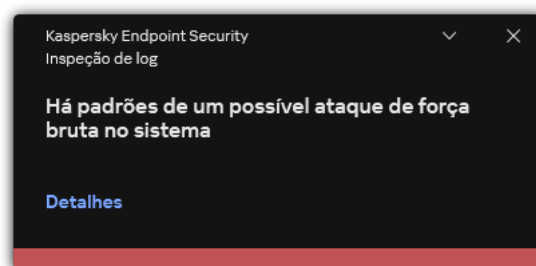 Kaspersky Endpoint Security
Inspeção de log
Há padrões de um possível ataque de força
bruta no sistema
Detalhes